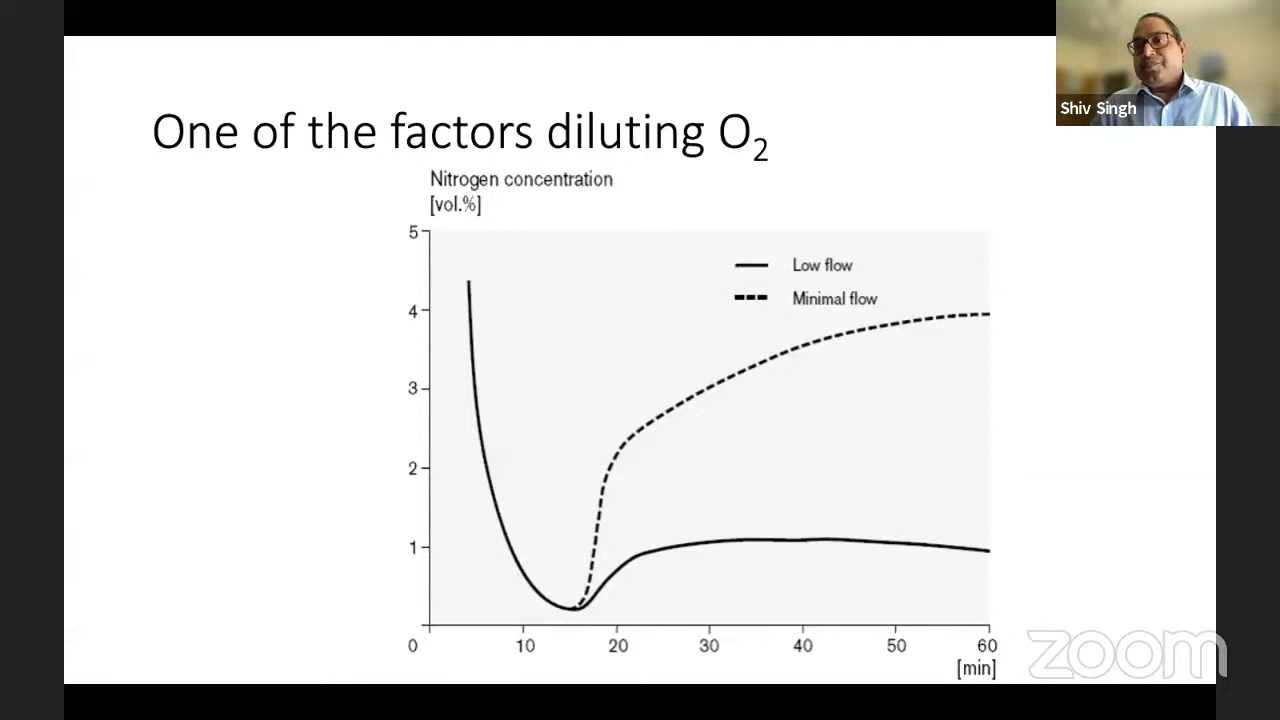 Shiv Singh
One of the factors diluting O₂
Nitrogen concentration
[vol.%]
5
4
3
2
1
Low flow
Minimal flow
0 10 20 30 40 50 60
[min]
zoom